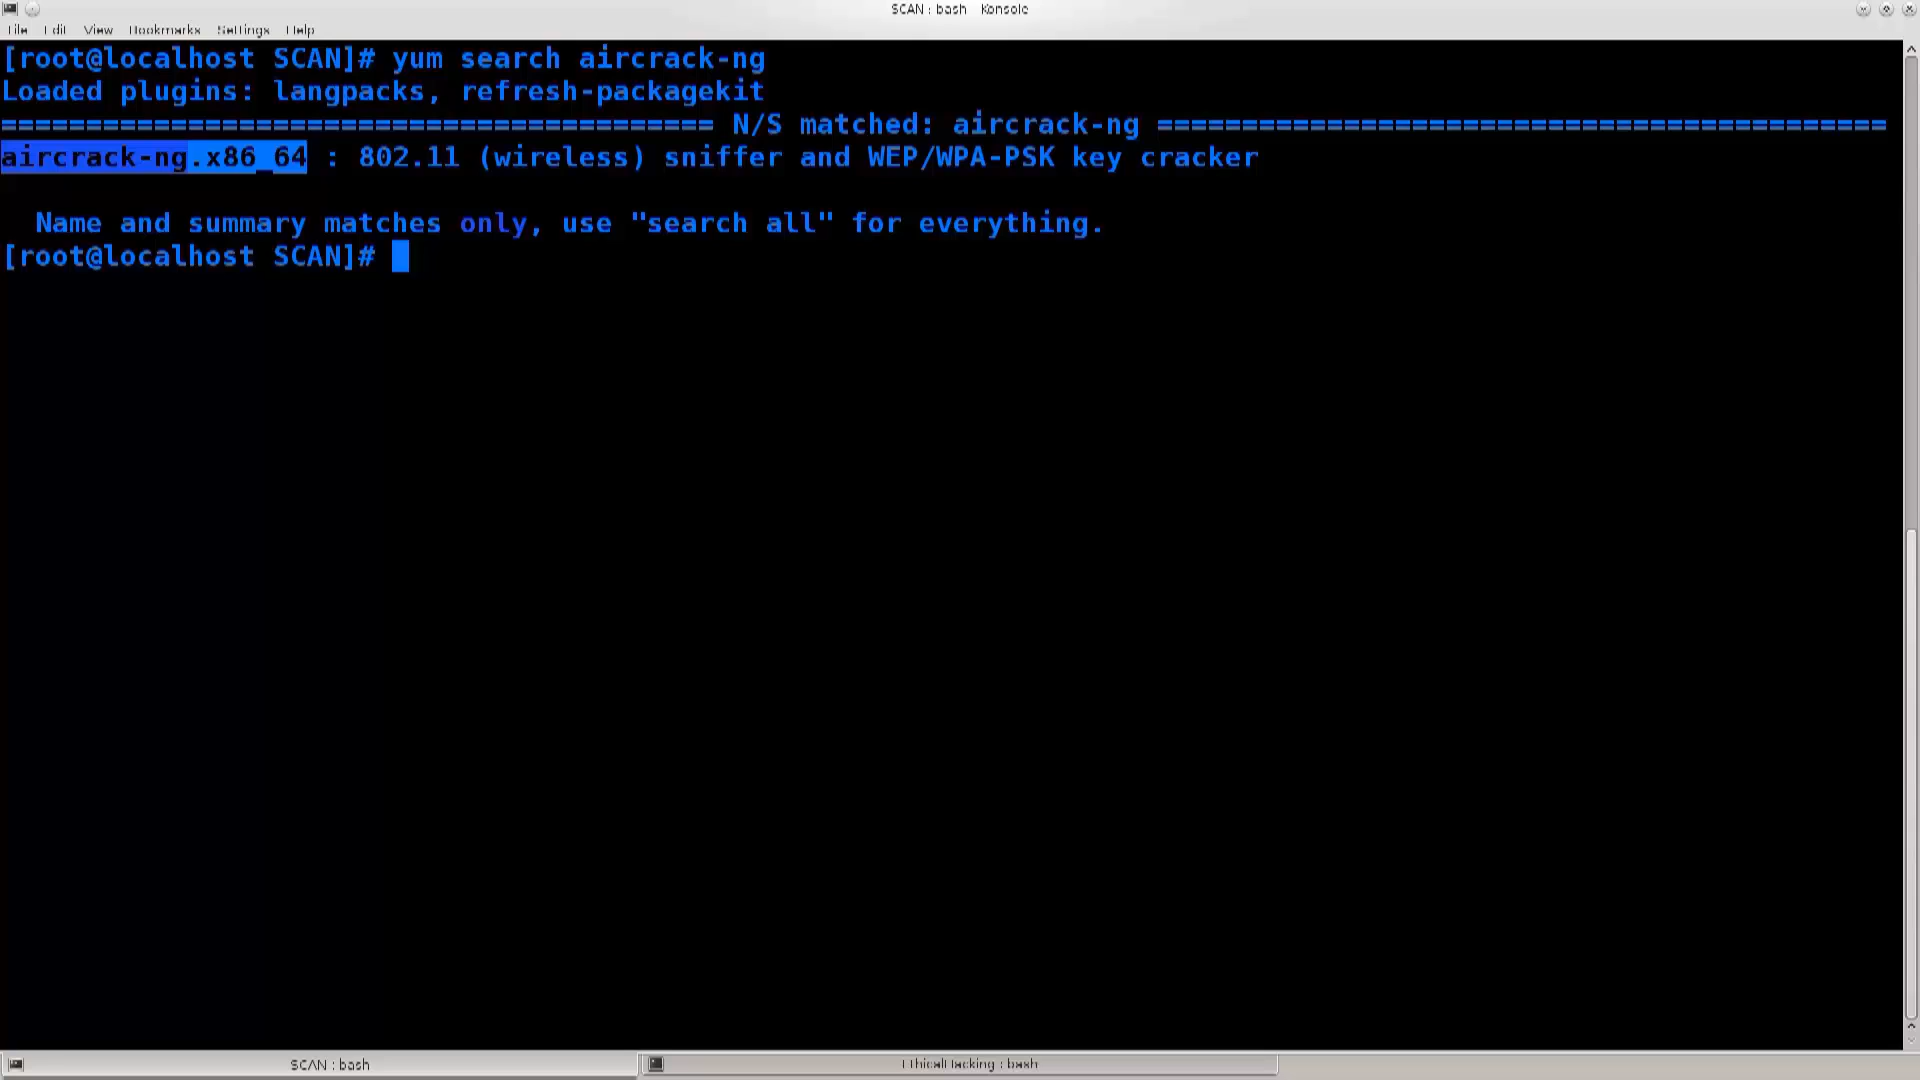 SCAN : bash   Konsole
File Edit View Bookmarks Settings Help
[root@localhost SCAN]# yum search aircrack-ng
Loaded plugins: langpacks, refresh-packagekit
========================================== N/S matched: aircrack-ng ===========================================
aircrack-ng.x86_64 : 802.11 (wireless) sniffer and WEP/WPA-PSK key cracker
  Name and summary matches only, use "search all" for everything.
[root@localhost SCAN]#
SCAN : bash
EthicalHacking : bash